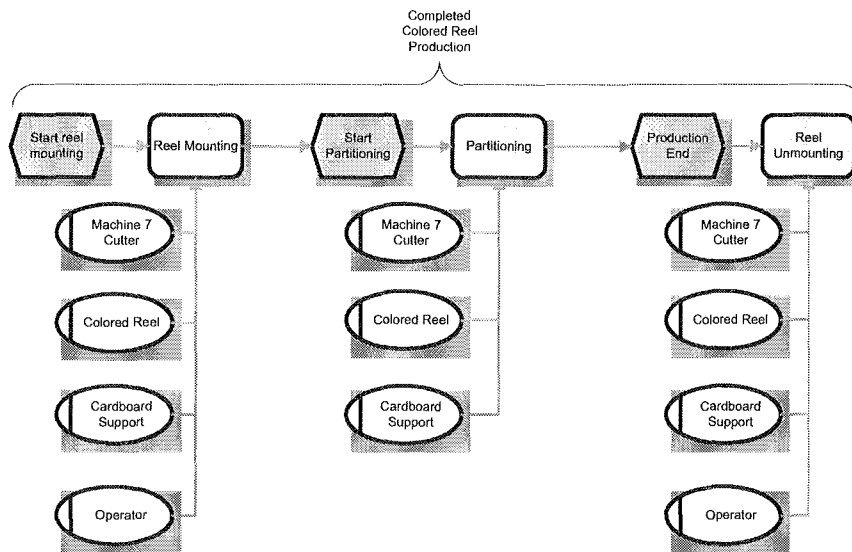 Completed
Colored Reel
Production
Start reel
mounting
Reel Mounting
Start
Partitioning
Partitioning
Production
End
Reel
Unmounting
Machine 7
Cutter
Machine 7
Cutter
Machine 7
Cutter
Colored Reel
Colored Reel
Colored Reel
Cardboard
Support
Cardboard
Support
Cardboard
Support
Operator
Operator